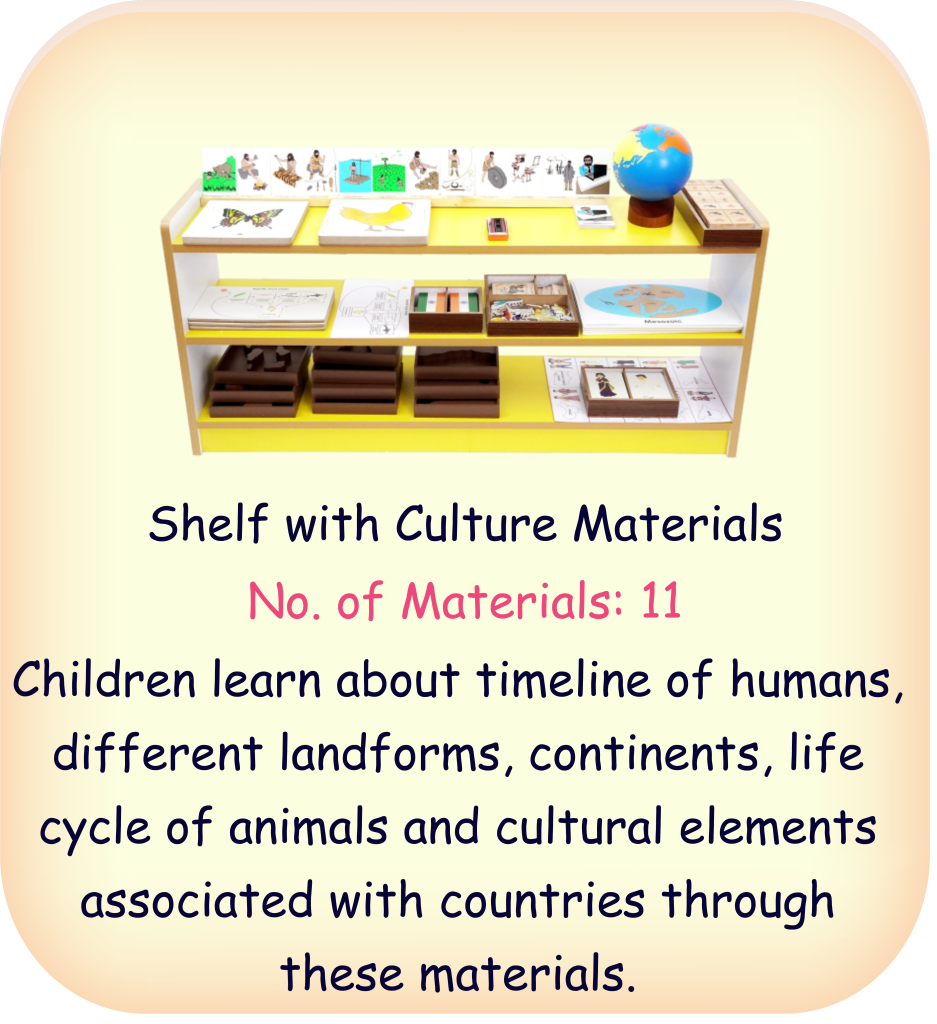 Shelf with Culture Materials
No. of Materials: 11
Children learn about timeline of humans,
different landforms, continents, life
cycle of animals and cultural elements
associated with countries through
these materials.